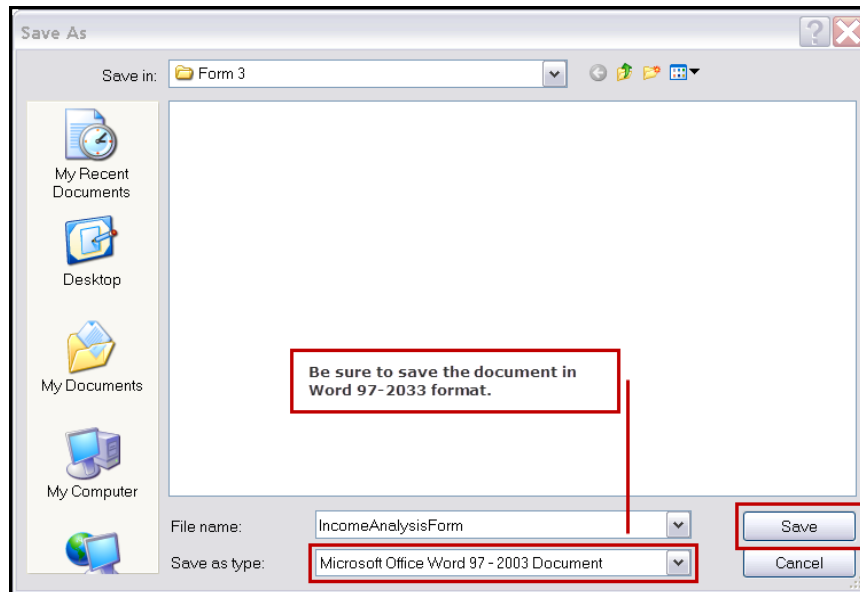 Save As
Save in:
Form 3
My Recent
Documents
Desktop
My Documents
My Computer
Be sure to save the document in
Word 97-2033 format.
File name:
IncomeAnalysisForm
Save
Save as type:
Microsoft Office Word 97 - 2003 Document
Cancel